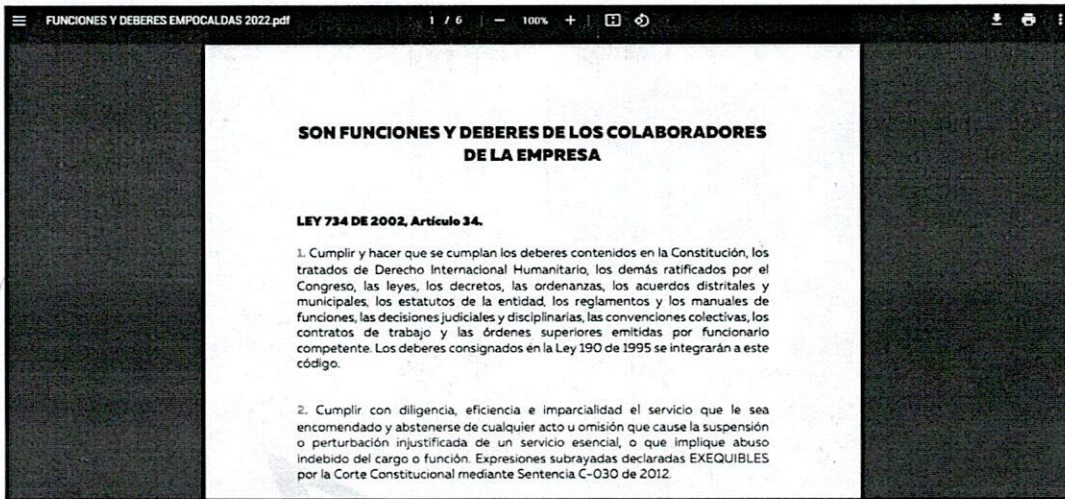 FUNCIONES Y DEBERES EMPOCALDAS 2022.pdf
1 / 6
100%
SON FUNCIONES Y DEBERES DE LOS COLABORADORES
DE LA EMPRESA
LEY 734 DE 2002, Artículo 34.
1. Cumplir y hacer que se cumplan los deberes contenidos en la Constitución, los
tratados de Derecho Internacional Humanitario, los demás ratificados por el
Congreso, las leyes, los decretos, las ordenanzas, los acuerdos distritales y
municipales, los estatutos de la entidad, los reglamentos y los manuales de
funciones, las decisiones judiciales y disciplinarias, las convenciones colectivas, los
contratos de trabajo y las órdenes superiores emitidas por funcionario
competente. Los deberes consignados en la Ley 190 de 1995 se integrarán a este
código.
2. Cumplir con diligencia, eficiencia e imparcialidad el servicio que le sea
encomendado y abstenerse de cualquier acto u omisión que cause la suspensión
o perturbación injustificada de un servicio esencial, o que implique abuso
indebido del cargo o función. Expresiones subrayadas declaradas EXEQUIBLES
por la Corte Constitucional mediante Sentencia C-030 de 2012.